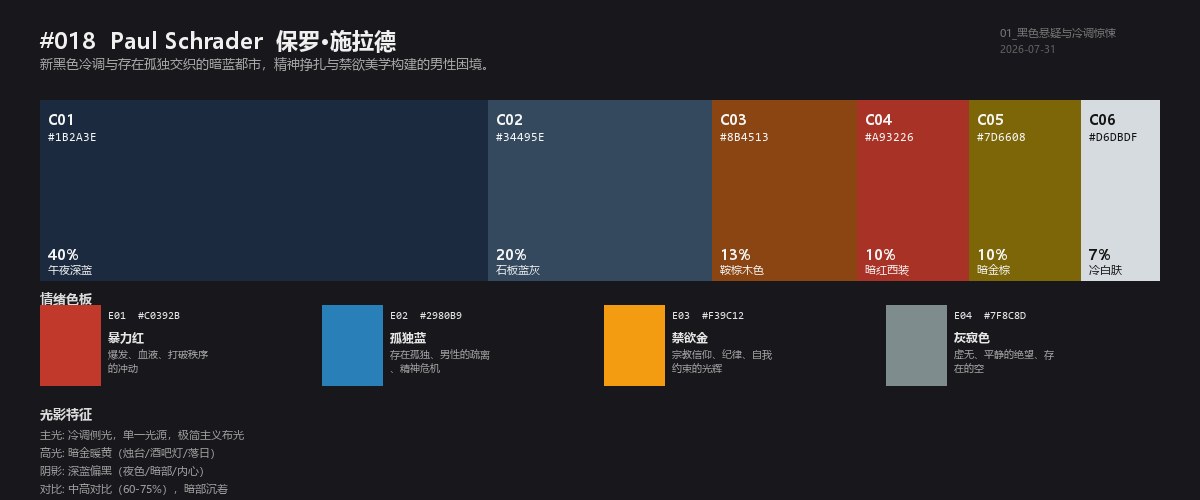 #018 Paul Schrader 保罗·施拉德
01_黑色悬疑与冷调惊悚
2026-07-31
新黑色冷调与存在孤独交织的暗蓝都市，精神挣扎与禁欲美学构建的男性困境。
C01
#1B2A3E
40%
午夜深蓝
C02
#34495E
20%
石板蓝灰
C03
#8B4513
13%
鞍棕木色
C04
#A93226
10%
暗红西装
C05
#7D6608
10%
暗金棕
C06
#D6DBDF
7%
冷白肤
情绪色板
E01 #C0392B
暴力红
爆发、血液、打破秩序
的冲动
E02 #2980B9
孤独蓝
存在孤独、男性的疏离
、精神危机
E03 #F39C12
禁欲金
宗教信仰、纪律、自我
约束的光辉
E04 #7F8C8D
灰寂色
虚无、平静的绝望、存
在的空
光影特征
主光: 冷调侧光，单一光源，极简主义布光
高光: 暗金暖黄（烛台/酒吧灯/落日）
阴影: 深蓝偏黑（夜色/暗部/内心）
对比: 中高对比（60-75%），暗部沉着